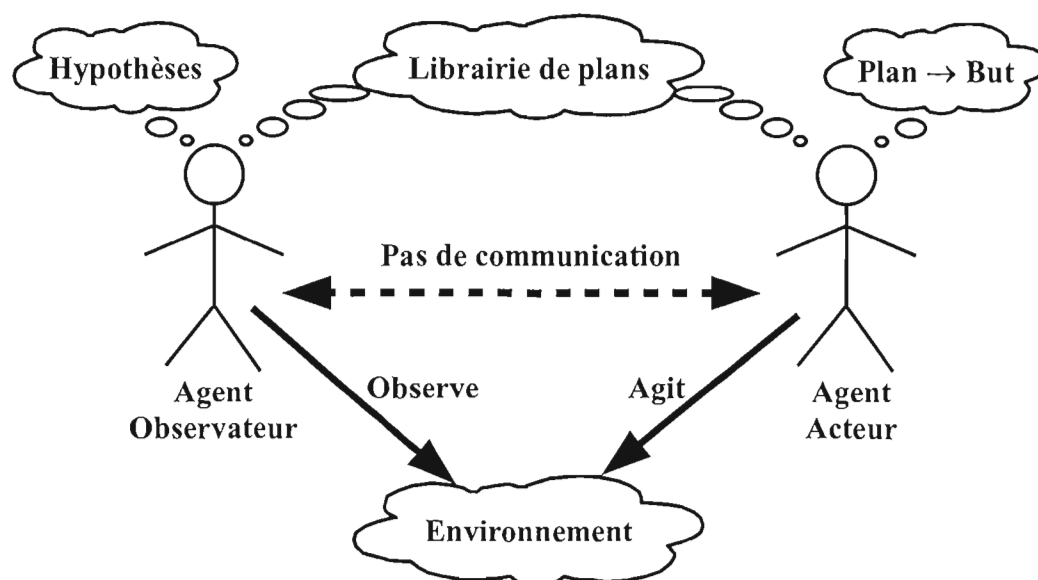 Hypothèses
Librairie de plans
Plan → But
Pas de communication
Observe
Agit
Agent
Observateur
Agent
Acteur
Environnement